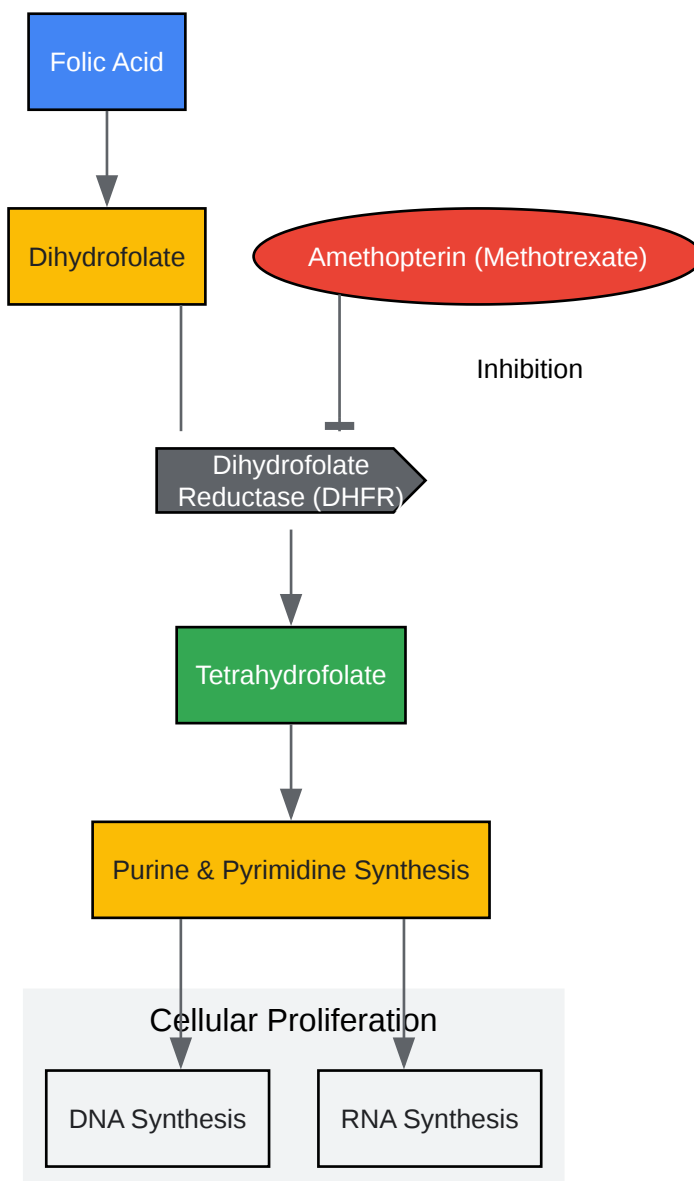 Folic Acid
Dihydrofolate
Amethopterin (Methotrexate)
Inhibition
Dihydrofolate
Reductase (DHFR)
Tetrahydrofolate
Purine & Pyrimidine Synthesis
Cellular Proliferation
DNA Synthesis
RNA Synthesis